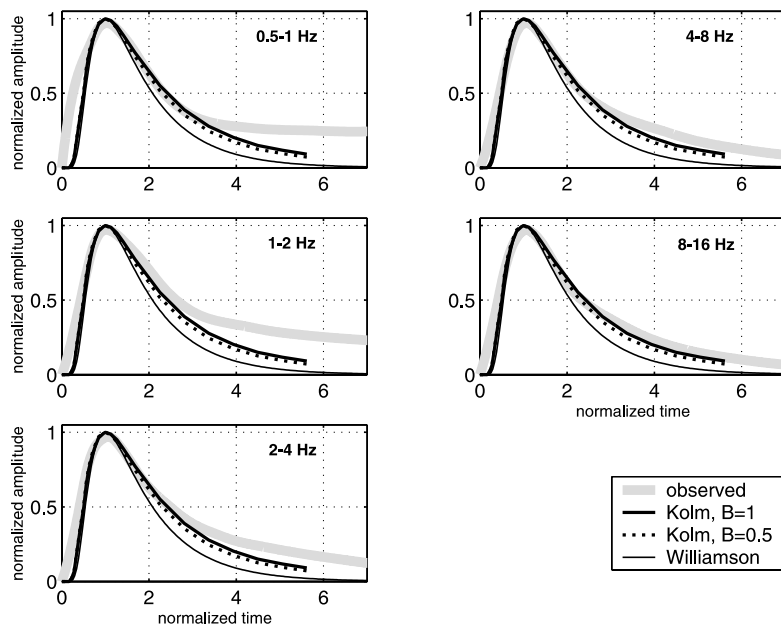 normalized amplitude
1
0.5
0
0.5-1 Hz
0 2 4 6
normalized amplitude
1
0.5
0
1-2 Hz
0 2 4 6
normalized amplitude
1
0.5
0
2-4 Hz
0 2 4 6
normalized time
1
0.5
0
4-8 Hz
0 2 4 6
1
0.5
0
8-16 Hz
0 2 4 6
normalized time
observed
Kolm, B=1
Kolm, B=0.5
Williamson